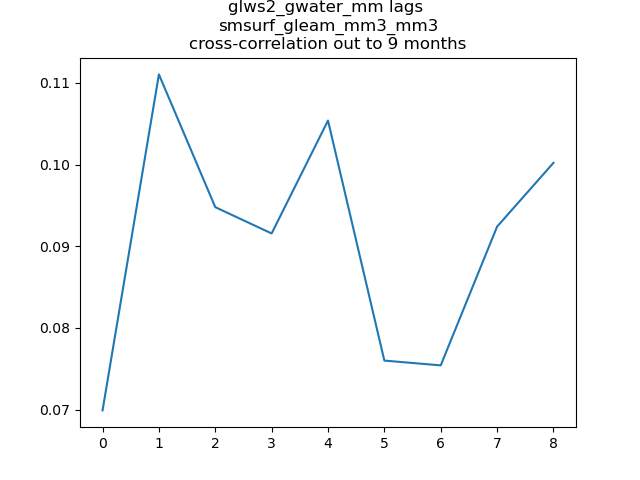 glws2_gwater_mm lags
smsurf_gleam_mm3_mm3
cross-correlation out to 9 months
0.11
0.10
0.09
0.08
0.07
0 1 2 3 4 5 6 7 8